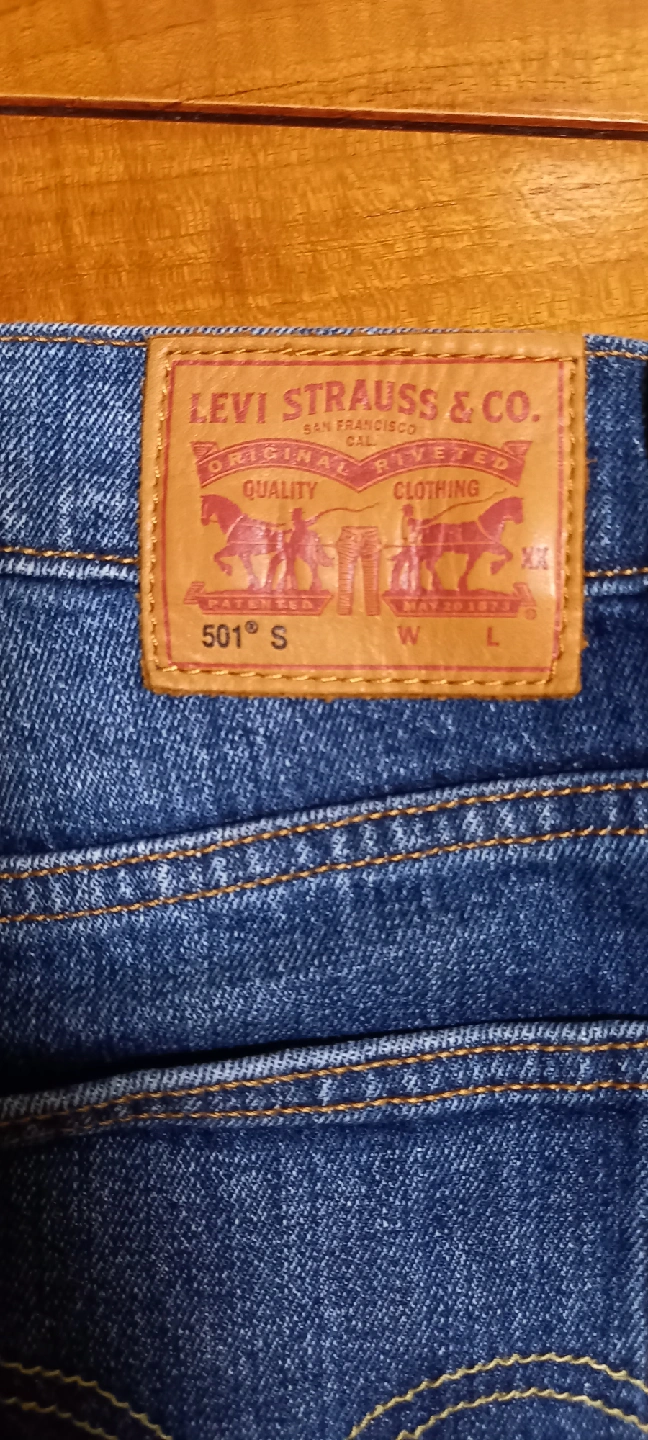 LEVI STRAUSS & CO.
SAN FRANCISCO
CAL.
ORIGINAL RIVETED
QUALITY CLOTHING
XX
PATENTED MAY 20 1873 ®
501® S W L